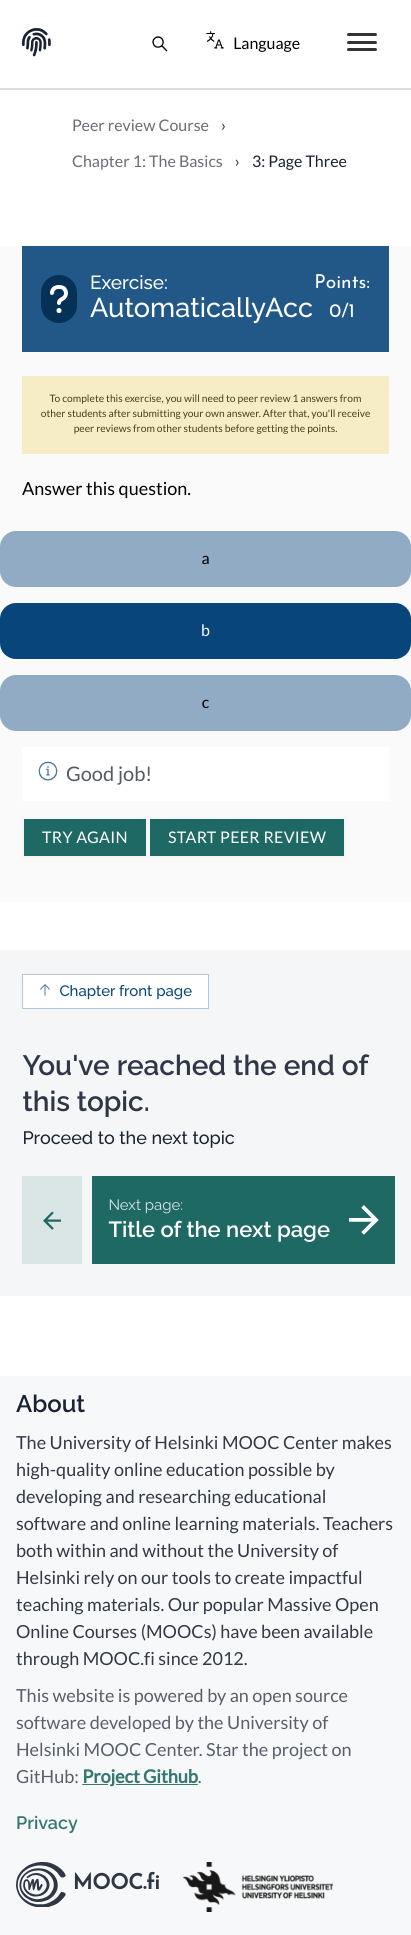 Language
Peer review Course ›
Chapter 1: The Basics › 3: Page Three
Exercise:
AutomaticallyAcc
Points:
0/1
To complete this exercise, you will need to peer review 1 answers from
other students after submitting your own answer. After that, you'll receive
peer reviews from other students before getting the points.
Answer this question.
a
b
c
Good job!
TRY AGAIN
START PEER REVIEW
Chapter front page
You've reached the end of
this topic.
Proceed to the next topic
Next page:
Title of the next page
About
The University of Helsinki MOOC Center makes
high-quality online education possible by
developing and researching educational
software and online learning materials. Teachers
both within and without the University of
Helsinki rely on our tools to create impactful
teaching materials. Our popular Massive Open
Online Courses (MOOCs) have been available
through MOOC.fi since 2012.
This website is powered by an open source
software developed by the University of
Helsinki MOOC Center. Star the project on
GitHub: Project Github.
Privacy
MOOC.fi
HELSINGIN YLIOPISTO
HELSINGFORS UNIVERSITET
UNIVERSITY OF HELSINKI